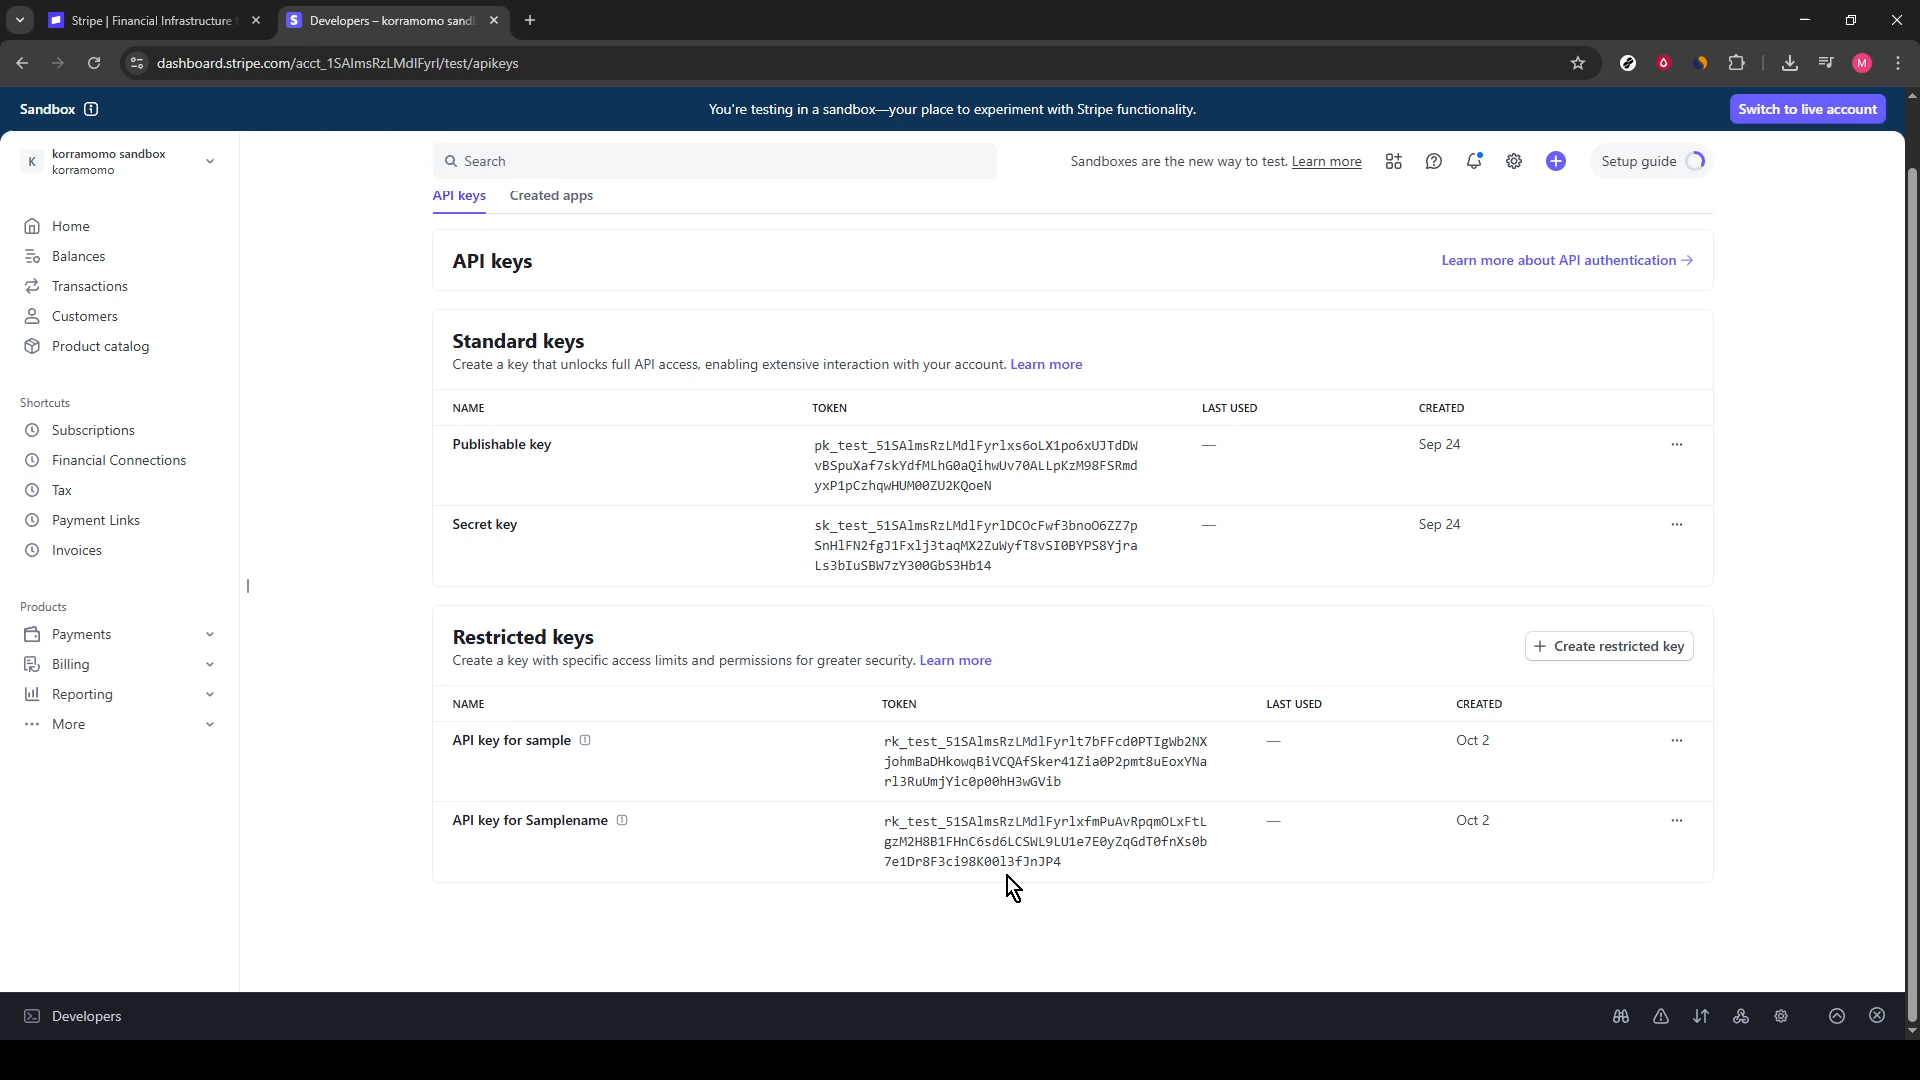 Stripe | Financial Infrastructure
Developers – korramomo sand
dashboard.stripe.com/acct_1SAlmsRzLMdlFyrl/test/apikeys
M
Sandbox
You're testing in a sandbox—your place to experiment with Stripe functionality.
Switch to live account
K
korramomo sandbox
korramomo
Search
Sandboxes are the new way to test. Learn more
Setup guide
Home
Balances
Transactions
Customers
Product catalog
Shortcuts
Subscriptions
Financial Connections
Tax
Payment Links
Invoices
Products
Payments
Billing
Reporting
More
API keys
Created apps
API keys
Learn more about API authentication
Standard keys
Create a key that unlocks full API access, enabling extensive interaction with your account. Learn more
NAME TOKEN LAST USED CREATED
Publishable key
pk_test_51SAlmsRzLMdlFyrlxs6oLX1po6xUJTdDW
vBSpuXaf7skYdfMLhG0aQihwUv70ALLpKzM98FSRmd
yxP1pCzhqwHUM00ZU2KQoeN
—
Sep 24
Secret key
sk_test_51SAlmsRzLMdlFyrlDCOcFwf3bnoO6ZZ7p
SnHlFN2fgJ1Fxlj3taqMX2ZuWyfT8vSI0BYPS8Yjra
Ls3bIuSBW7zY300GbS3Hb14
—
Sep 24
Restricted keys
Create a key with specific access limits and permissions for greater security. Learn more
Create restricted key
NAME TOKEN LAST USED CREATED
API key for sample
rk_test_51SAlmsRzLMdlFyrlt7bFFcd0PTIgWb2NX
johmBaDHkowqBiVCQAfSker41Zia0P2pmt8uEoxYNa
rl3RuUmjYic0p00hH3wGVib
—
Oct 2
API key for Samplename
rk_test_51SAlmsRzLMdlFyrlxfmPuAvRpqmOLxFtL
gzM2H8B1FHnC6sd6LCSWL9LU1e7E0yZqGdT0fnXs0b
7e1Dr8F3ci98K00l3fJnJP4
—
Oct 2
Developers